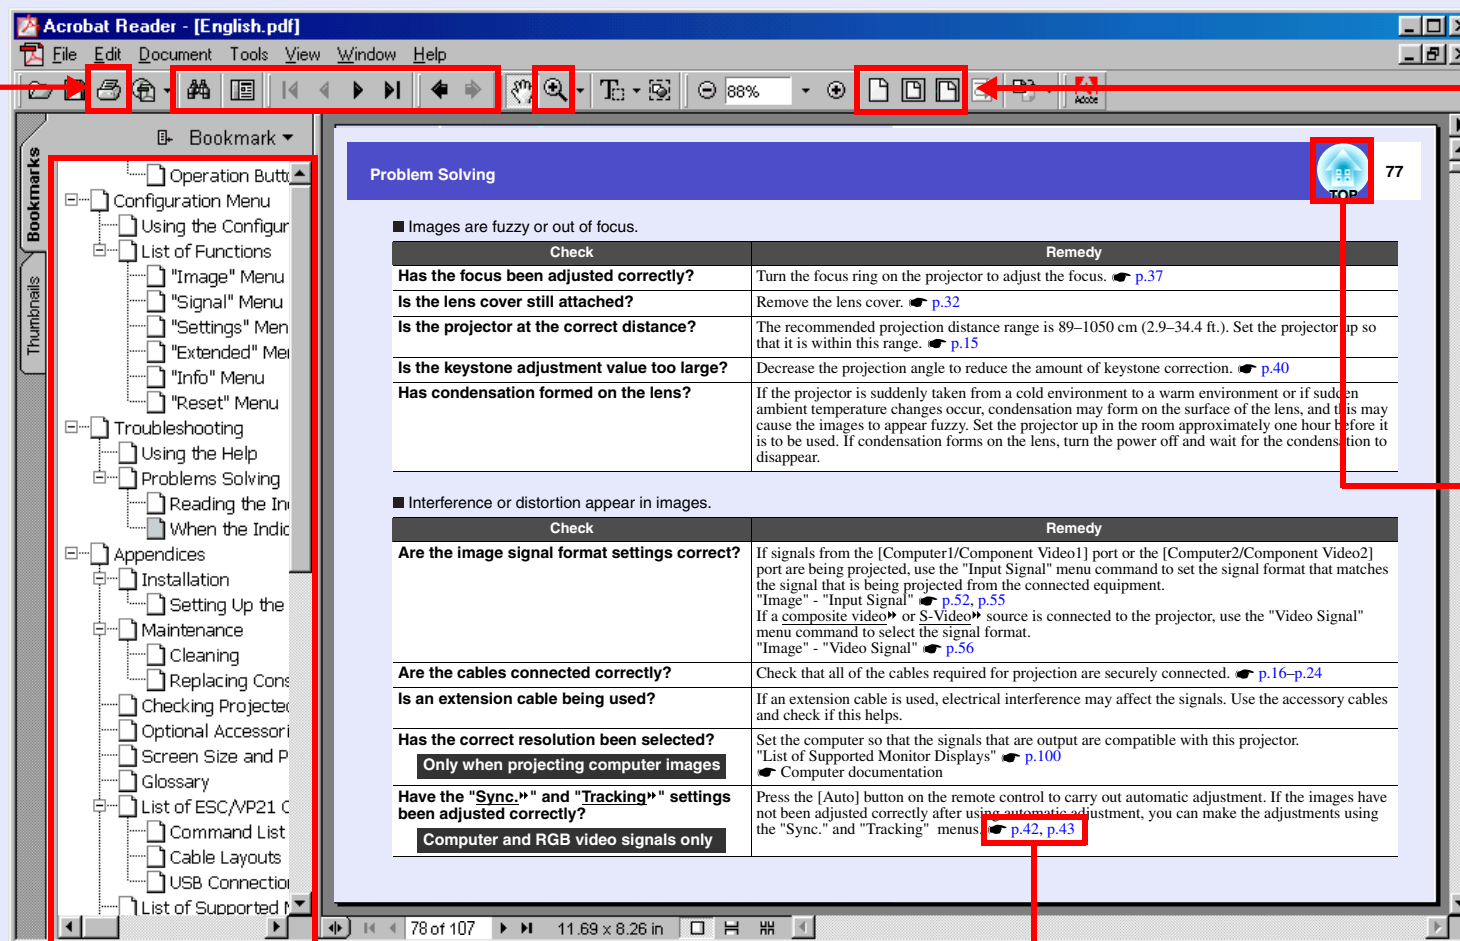 Acrobat Reader - [English.pdf]
File Edit Document Tools View Window Help
88%
Adobe
Bookmark
Bookmarks
Thumbnails
Operation Butt
Configuration Menu
Using the Configur
List of Functions
"Image" Menu
"Signal" Menu
"Settings" Men
"Extended" Me
"Info" Menu
"Reset" Menu
Troubleshooting
Using the Help
Problems Solving
Reading the In
When the Indic
Appendices
Installation
Setting Up the
Maintenance
Cleaning
Replacing Cons
Checking Projected
Optional Accessori
Screen Size and P
Glossary
List of ESC/VP21 C
Command List
Cable Layouts
USB Connection
List of Supported M
Problem Solving
TOP
77
■ Images are fuzzy or out of focus.
Check Remedy
Has the focus been adjusted correctly? Turn the focus ring on the projector to adjust the focus. ☛ p.37
Is the lens cover still attached? Remove the lens cover. ☛ p.32
Is the projector at the correct distance? The recommended projection distance range is 89–1050 cm (2.9–34.4 ft.). Set the projector up so
that it is within this range. ☛ p.15
Is the keystone adjustment value too large? Decrease the projection angle to reduce the amount of keystone correction. ☛ p.40
Has condensation formed on the lens? If the projector is suddenly taken from a cold environment to a warm environment or if sudden
ambient temperature changes occur, condensation may form on the surface of the lens, and this may
cause the images to appear fuzzy. Set the projector up in the room approximately one hour before it
is to be used. If condensation forms on the lens, turn the power off and wait for the condensation to
disappear.
■ Interference or distortion appear in images.
Check Remedy
Are the image signal format settings correct? If signals from the [Computer1/Component Video1] port or the [Computer2/Component Video2]
port are being projected, use the "Input Signal" menu command to set the signal format that matches
the signal that is being projected from the connected equipment.
"Image" - "Input Signal" ☛ p.52, p.55
If a composite video or S-Video source is connected to the projector, use the "Video Signal"
menu command to select the signal format.
"Image" - "Video Signal" ☛ p.56
Are the cables connected correctly? Check that all of the cables required for projection are securely connected. ☛ p.16–p.24
Is an extension cable being used? If an extension cable is used, electrical interference may affect the signals. Use the accessory cables
and check if this helps.
Has the correct resolution been selected? Set the computer so that the signals that are output are compatible with this projector.
Only when projecting computer images "List of Supported Monitor Displays" ☛ p.100
☛ Computer documentation
Have the "Sync." and "Tracking" settings Press the [Auto] button on the remote control to carry out automatic adjustment. If the images have
been adjusted correctly? not been adjusted correctly after using automatic adjustment, you can make the adjustments using
Computer and RGB video signals only the "Sync." and "Tracking" menus. ☛ p.42, p.43
78 of 107 11.69 x 8.26 in